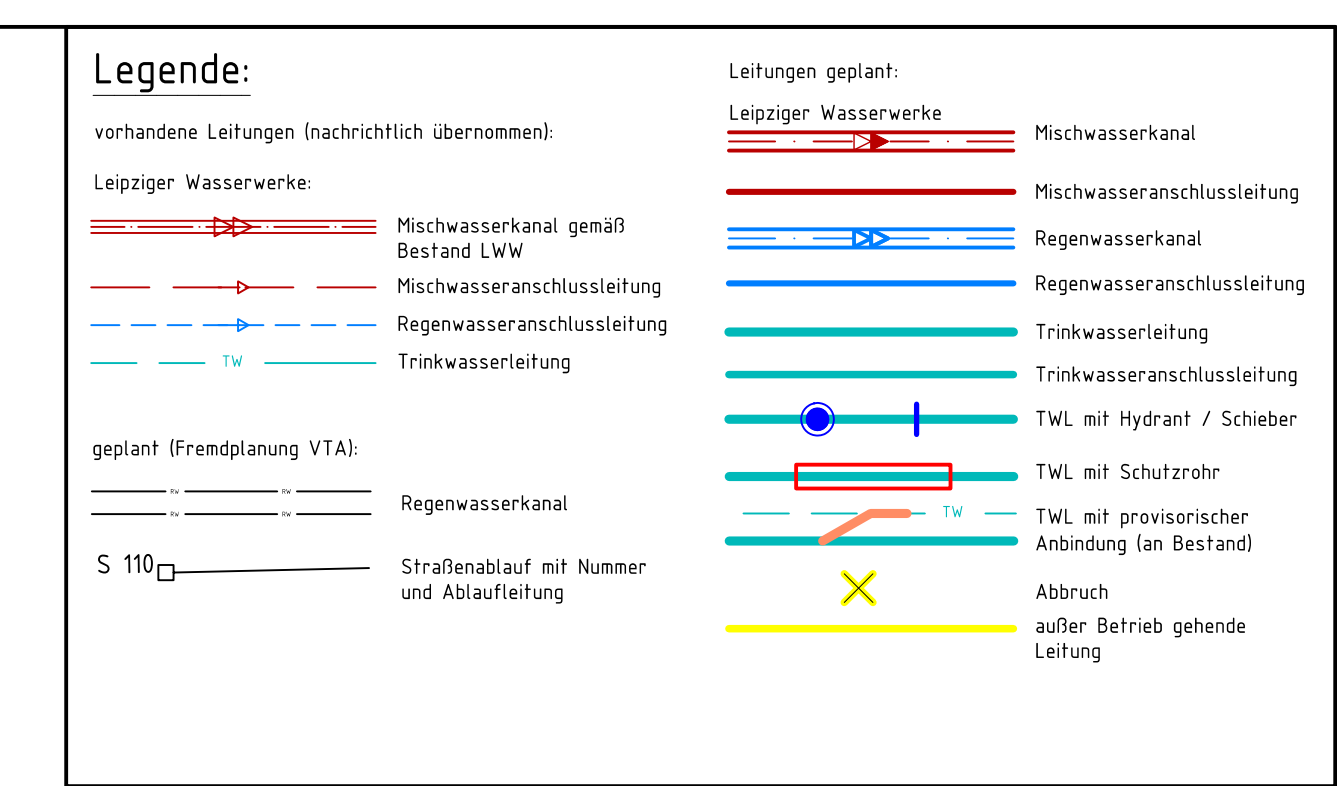 Legende:
vorhandene Leitungen (nachrichtlich übernommen):
Leipziger Wasserwerke:
Mischwasserkanal gemäß
Bestand LWW
Mischwasseranschlussleitung
Regenwasseranschlussleitung
TW
Trinkwasserleitung
geplant (Fremdplanung VTA):
RW RW
RW RW
Regenwasserkanal
S 110
Straßenablauf mit Nummer
und Ablaufleitung
Leitungen geplant:
Leipziger Wasserwerke
Mischwasserkanal
Mischwasseranschlussleitung
Regenwasserkanal
Regenwasseranschlussleitung
Trinkwasserleitung
Trinkwasseranschlussleitung
TWL mit Hydrant / Schieber
TWL mit Schutzrohr
TW
TWL mit provisorischer
Anbindung (an Bestand)
Abbruch
außer Betrieb gehende
Leitung